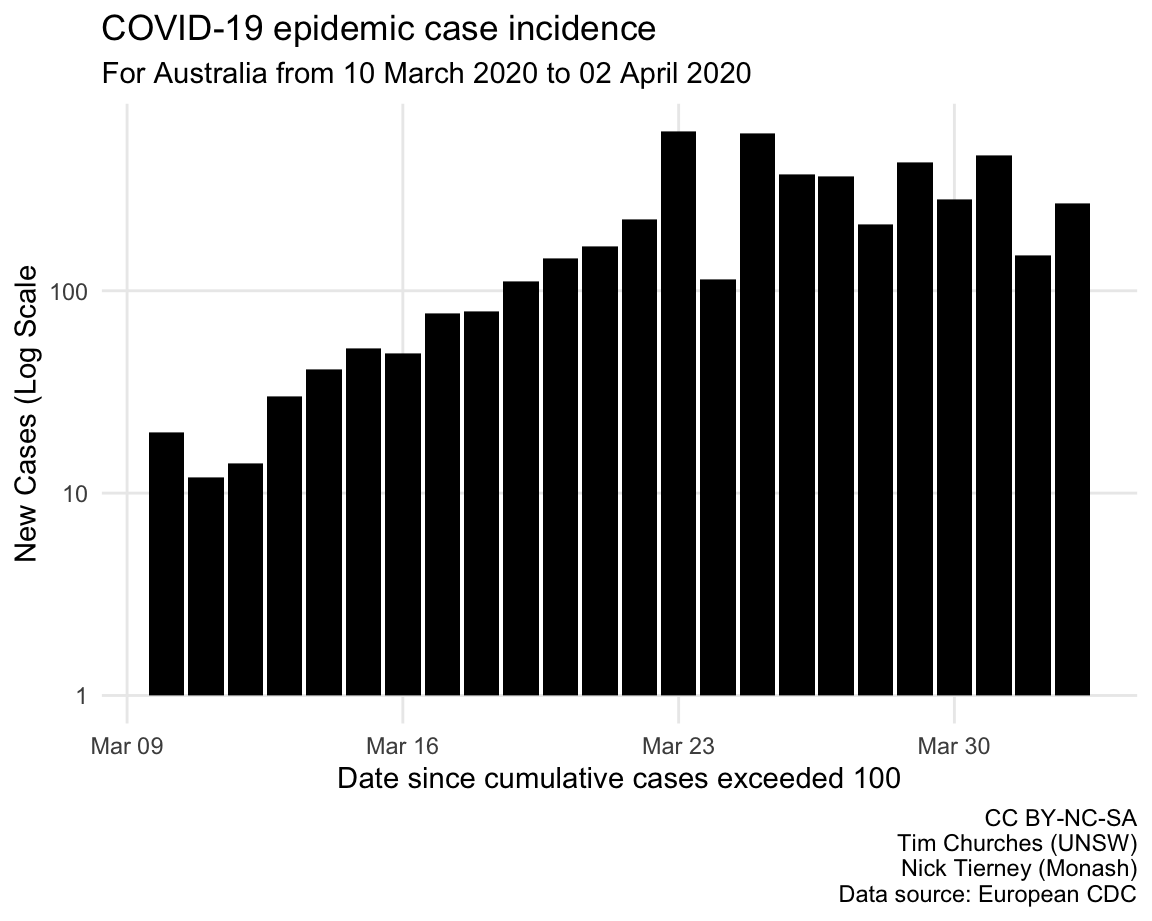 COVID-19 epidemic case incidence
For Australia from 10 March 2020 to 02 April 2020
New Cases (Log Scale
100
10
1
Mar 09 Mar 16 Mar 23 Mar 30
Date since cumulative cases exceeded 100
CC BY-NC-SA
Tim Churches (UNSW)
Nick Tierney (Monash)
Data source: European CDC